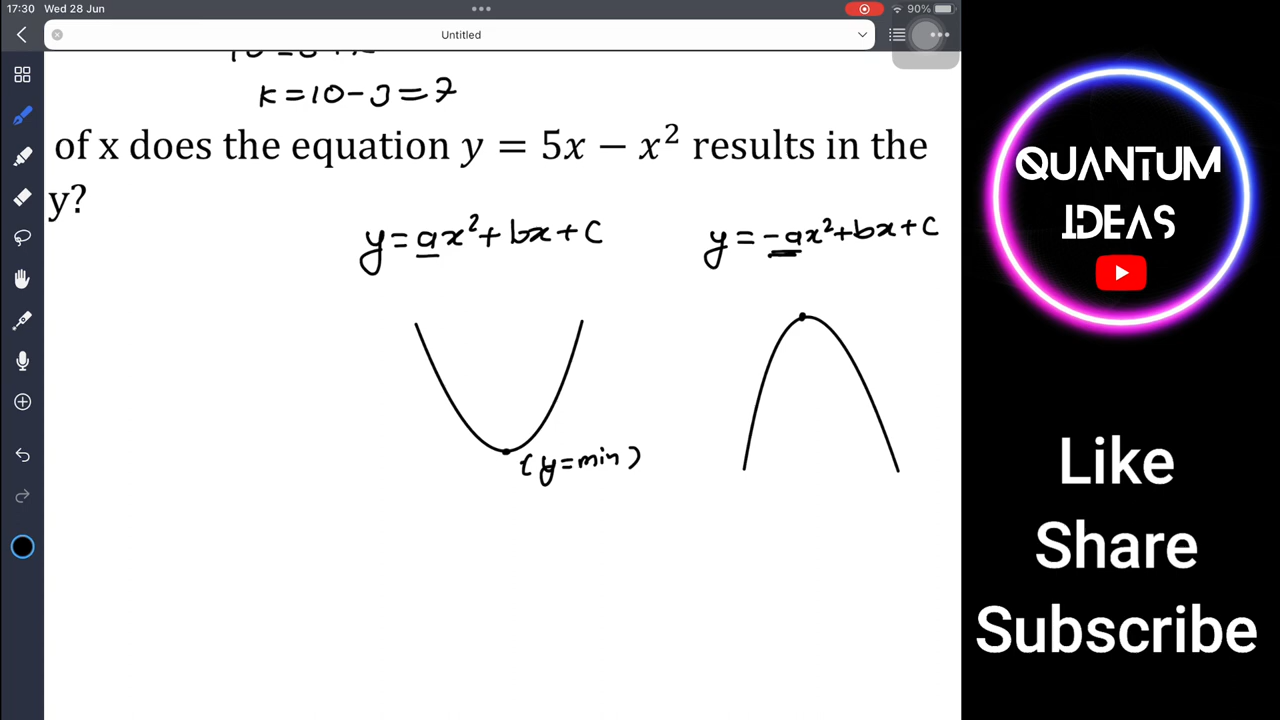 17:30 Wed 28 Jun
90%
Untitled
k=10-3=7
of x does the equation y = 5x − x² results in the
y?
y=ax²+bx+c
y=-ax²+bx+c
(y=min)
QUANTUM
IDEAS
Like
Share
Subscribe